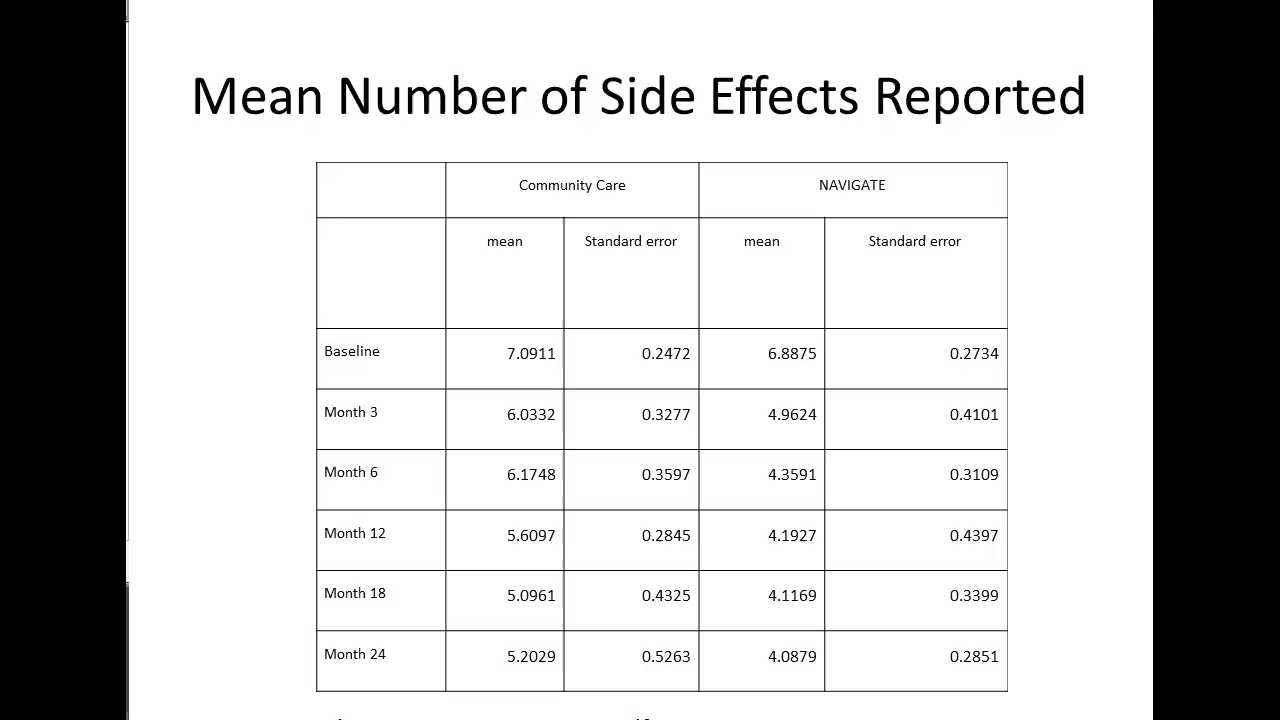 Mean Number of Side Effects Reported
Community Care NAVIGATE
mean Standard error mean Standard error
Baseline 7.0911 0.2472 6.8875 0.2734
Month 3 6.0332 0.3277 4.9624 0.4101
Month 6 6.1748 0.3597 4.3591 0.3109
Month 12 5.6097 0.2845 4.1927 0.4397
Month 18 5.0961 0.4325 4.1169 0.3399
Month 24 5.2029 0.5263 4.0879 0.2851